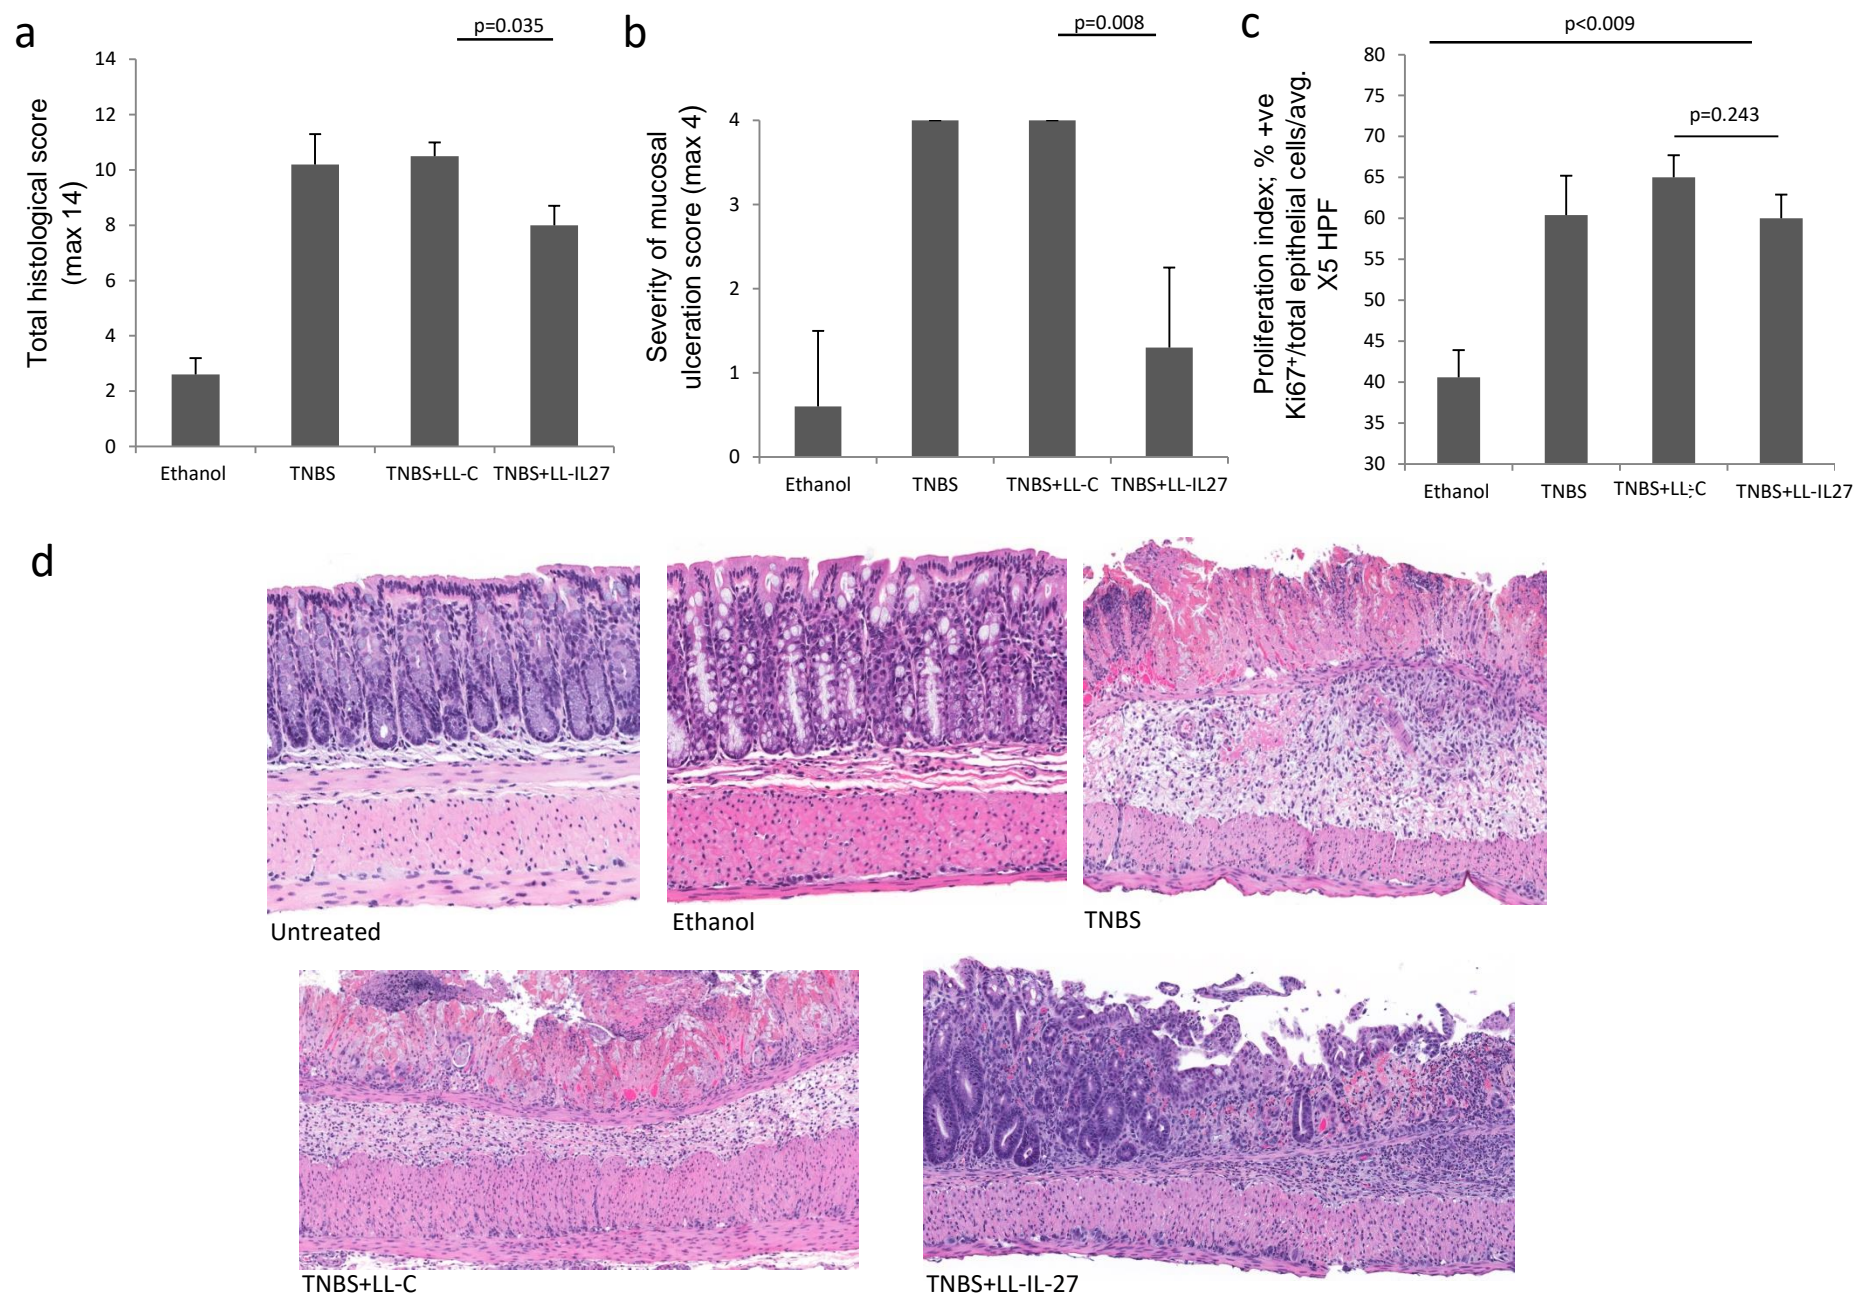 a
p=0.035
Total histological score
(max 14)
14
12
10
8
6
4
2
0
Ethanol
TNBS
TNBS+LL-C
TNBS+LL-IL27
b
p=0.008
Severity of mucosal
ulceration score (max 4)
4
3
2
1
0
Ethanol
TNBS
TNBS+LL-C
TNBS+LL-IL27
c
p<0.009
p=0.243
Proliferation index; % +ve
Ki67⁺/total epithelial cells/avg.
X5 HPF
80
75
70
65
60
55
50
45
40
35
30
Ethanol
TNBS
TNBS+LL-C
TNBS+LL-IL27
d
Untreated
Ethanol
TNBS
TNBS+LL-C
TNBS+LL-IL-27